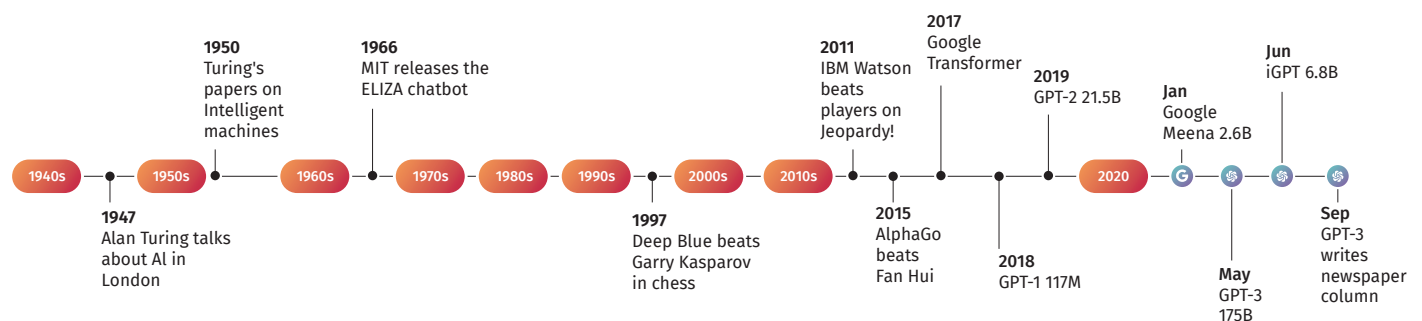 1940s
1947
Alan Turing talks
about AI in
London
1950s
1950
Turing's
papers on
Intelligent
machines
1960s
1966
MIT releases the
ELIZA chatbot
1970s
1980s
1990s
1997
Deep Blue beats
Garry Kasparov
in chess
2000s
2010s
2011
IBM Watson
beats
players on
Jeopardy!
2015
AlphaGo
beats
Fan Hui
2017
Google
Transformer
2018
GPT-1 117M
2019
GPT-2 21.5B
2020
Jan
Google
Meena 2.6B
G
May
GPT-3
175B
Jun
iGPT 6.8B
Sep
GPT-3
writes
newspaper
column